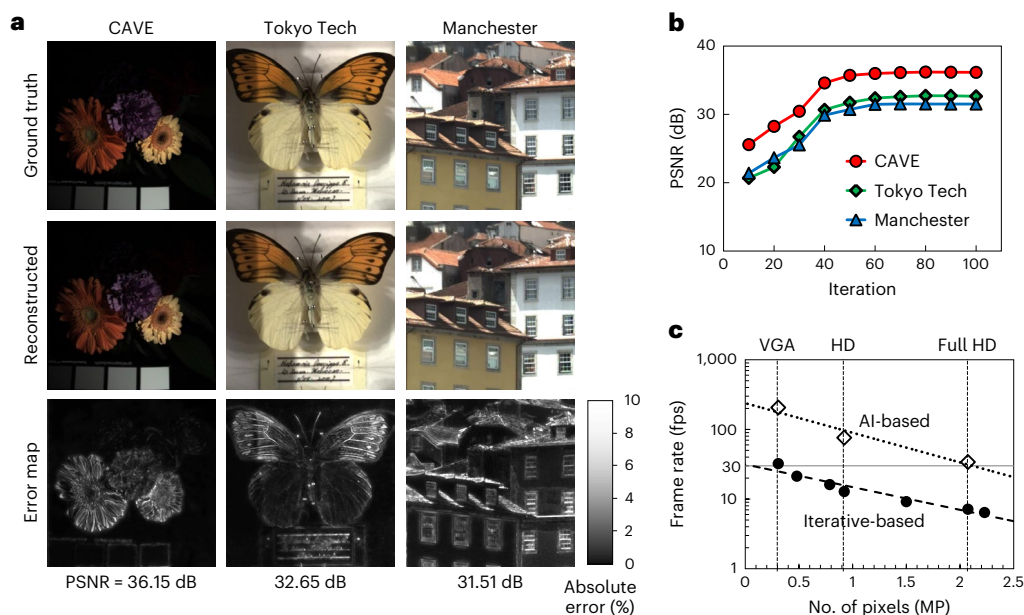 a
CAVE
Tokyo Tech
Manchester
Ground truth
Reconstructed
Error map
10
8
6
4
2
0
PSNR = 36.15 dB
32.65 dB
31.51 dB
Absolute
error (%)
b
40
30
20
10
PSNR (dB)
0 20 40 60 80 100
Iteration
CAVE
Tokyo Tech
Manchester
c
VGA HD Full HD
1,000
100
30
10
1
Frame rate (fps)
AI-based
Iterative-based
0 0.5 1 1.5 2 2.5
No. of pixels (MP)